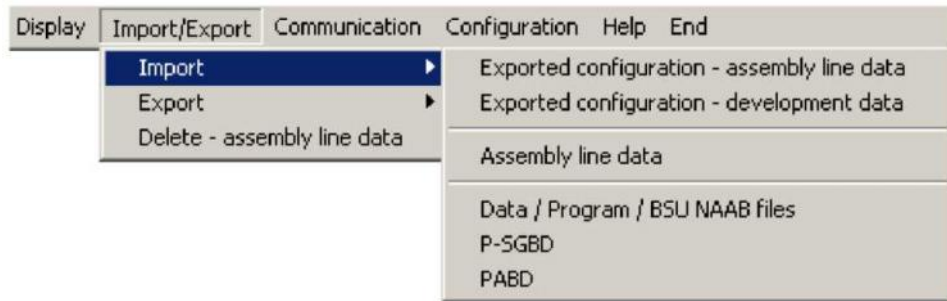 Display Import/Export Communication Configuration Help End
Import
Export
Delete - assembly line data
Exported configuration - assembly line data
Exported configuration - development data
Assembly line data
Data / Program / BSU NAAB files
P-SGBD
PABD